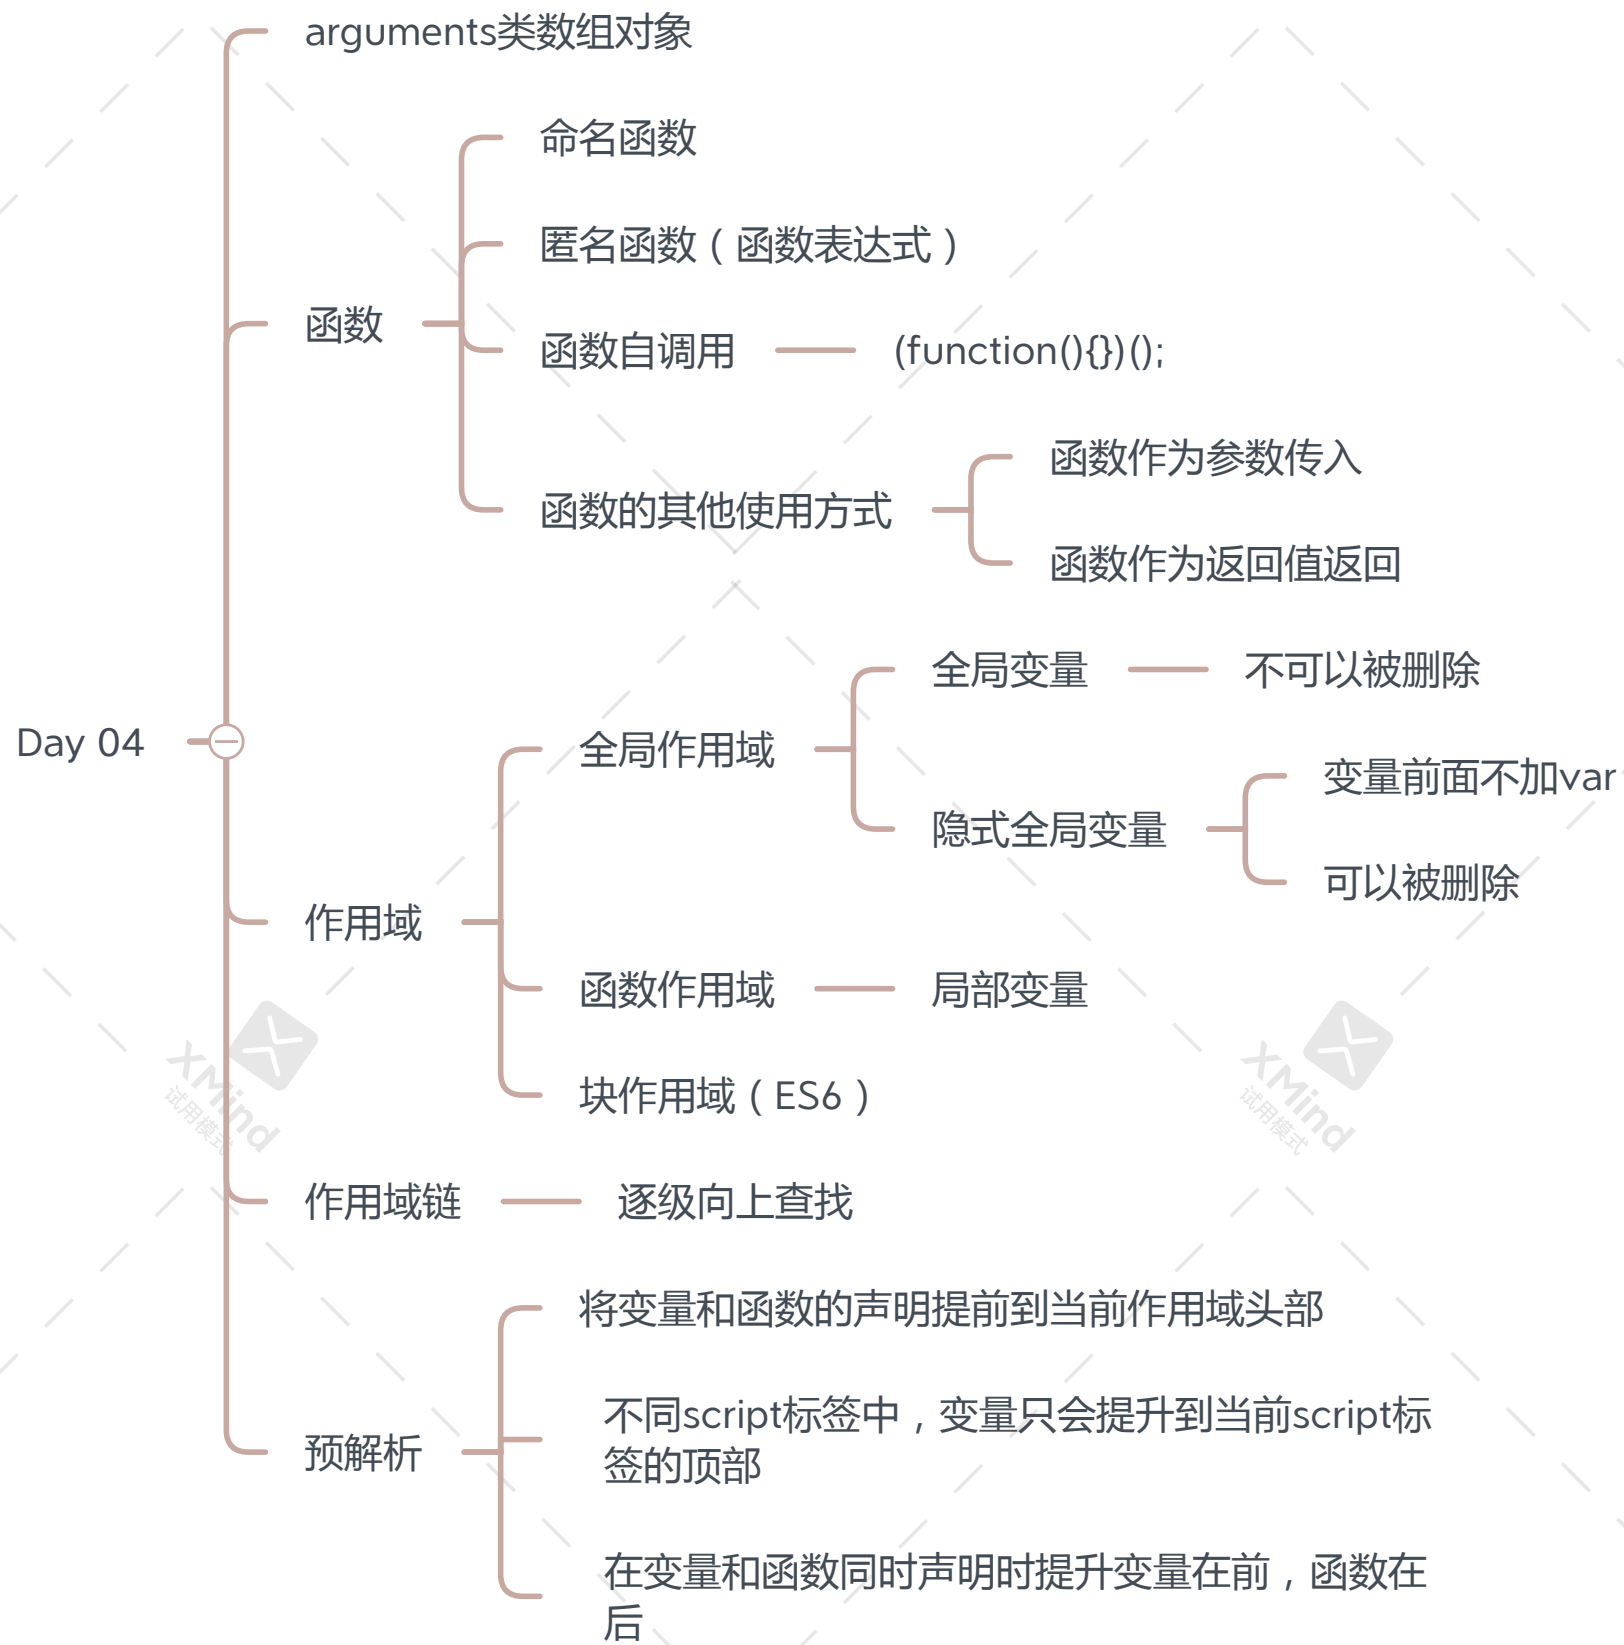 arguments类数组对象
命名函数
匿名函数（函数表达式）
函数
函数自调用
(function(){})();
函数作为参数传入
函数的其他使用方式
函数作为返回值返回
全局变量
不可以被删除
Day 04
全局作用域
变量前面不加var
隐式全局变量
可以被删除
作用域
函数作用域
局部变量
块作用域（ES6）
XMind
试用模式
XMind
试用模式
作用域链
逐级向上查找
将变量和函数的声明提前到当前作用域头部
不同script标签中，变量只会提升到当前script标
签的顶部
预解析
在变量和函数同时声明时提升变量在前，函数在
后